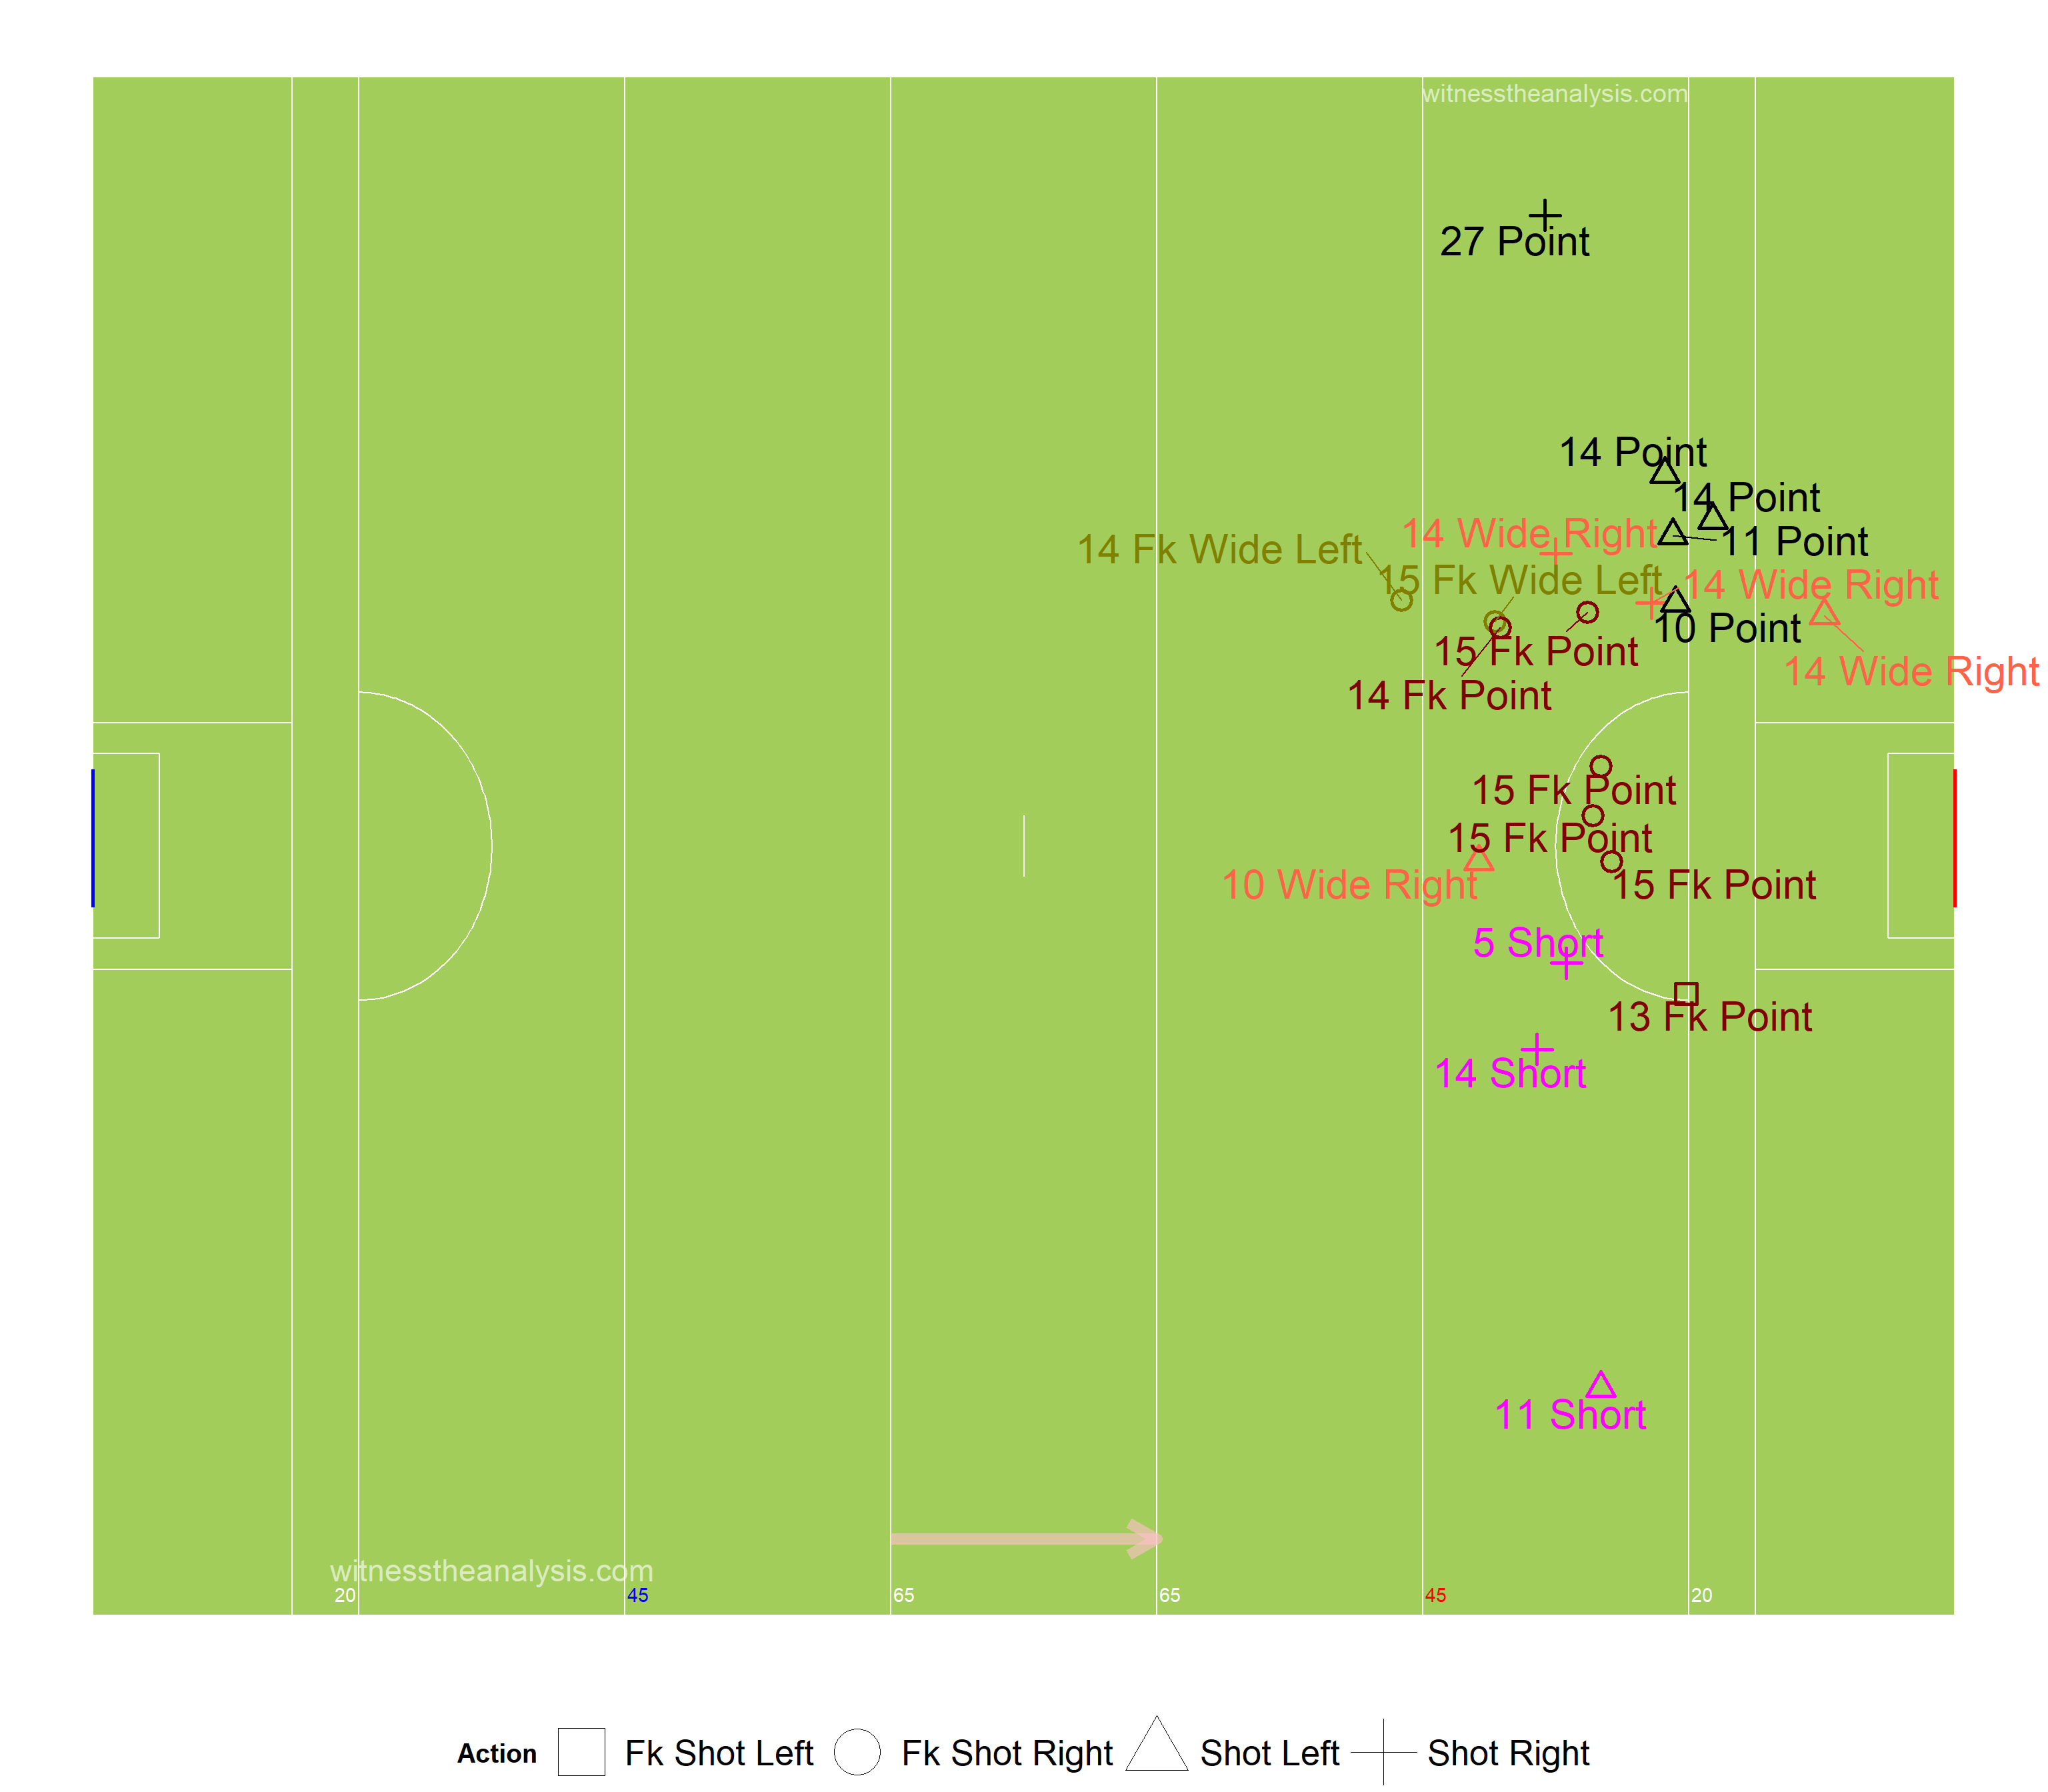 witnesstheanalysis.com
27 Point
14 Point
14 Point
14 Wide Right
11 Point
14 Fk Wide Left
15 Fk Wide Left
14 Wide Right
10 Point
15 Fk Point
14 Wide Right
14 Fk Point
15 Fk Point
15 Fk Point
10 Wide Right
15 Fk Point
5 Short
13 Fk Point
14 Short
11 Short
witnesstheanalysis.com
20
45
65
65
45
20
Action Fk Shot Left Fk Shot Right Shot Left Shot Right